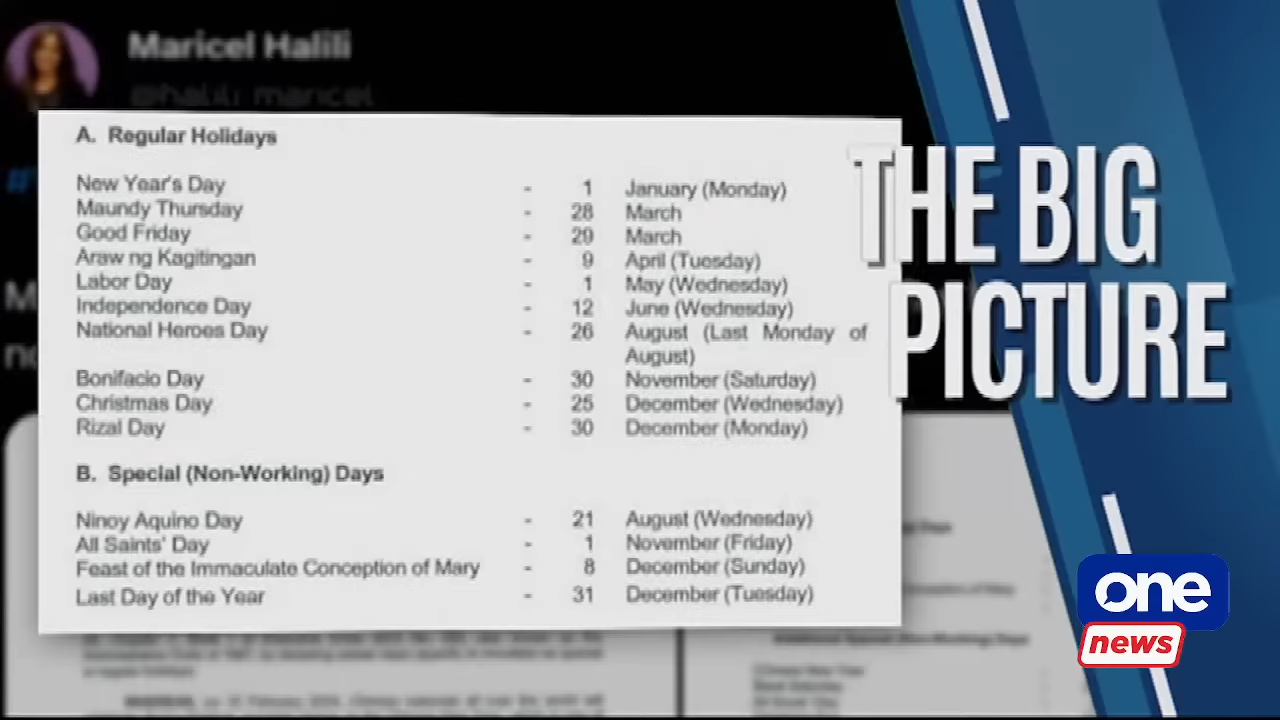 Maricel Halili
@halili_maricel
A. Regular Holidays
New Year's Day - 1 January (Monday)
Maundy Thursday - 28 March
Good Friday - 29 March
Araw ng Kagitingan - 9 April (Tuesday)
Labor Day - 1 May (Wednesday)
Independence Day - 12 June (Wednesday)
National Heroes Day - 26 August (Last Monday of
August)
Bonifacio Day - 30 November (Saturday)
Christmas Day - 25 December (Wednesday)
Rizal Day - 30 December (Monday)
B. Special (Non-Working) Days
Ninoy Aquino Day - 21 August (Wednesday)
All Saints' Day - 1 November (Friday)
Feast of the Immaculate Conception of Mary - 8 December (Sunday)
Last Day of the Year - 31 December (Tuesday)
THE BIG
PICTURE
one
news